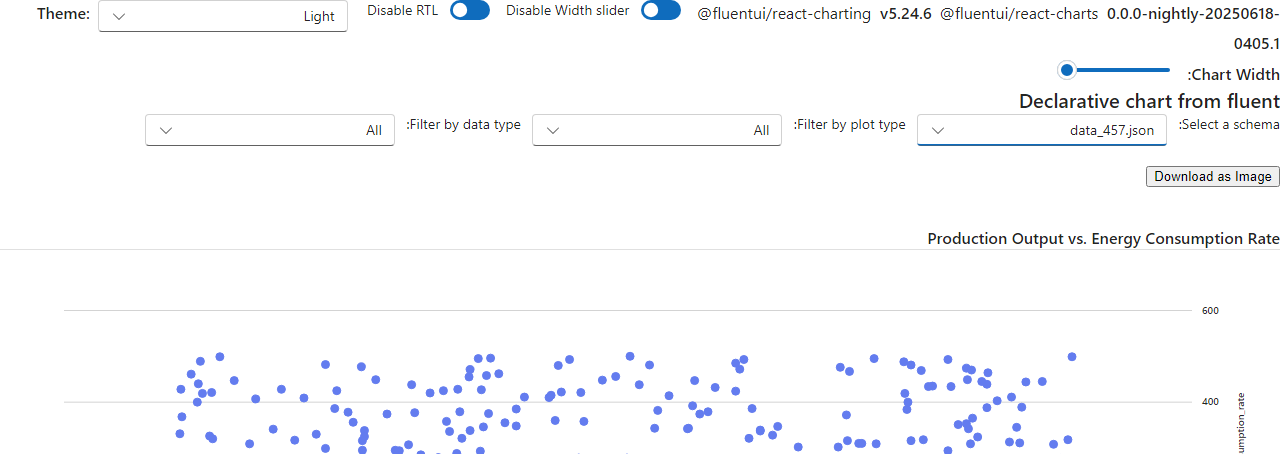 Theme:
Light
Disable RTL
Disable Width slider
@fluentui/react-charting v5.24.6 @fluentui/react-charts 0.0.0-nightly-20250618-
0405.1
:Chart Width
Declarative chart from fluent
:Select a schema
data_457.json
:Filter by plot type
All
:Filter by data type
All
Download as Image
Production Output vs. Energy Consumption Rate
600
400